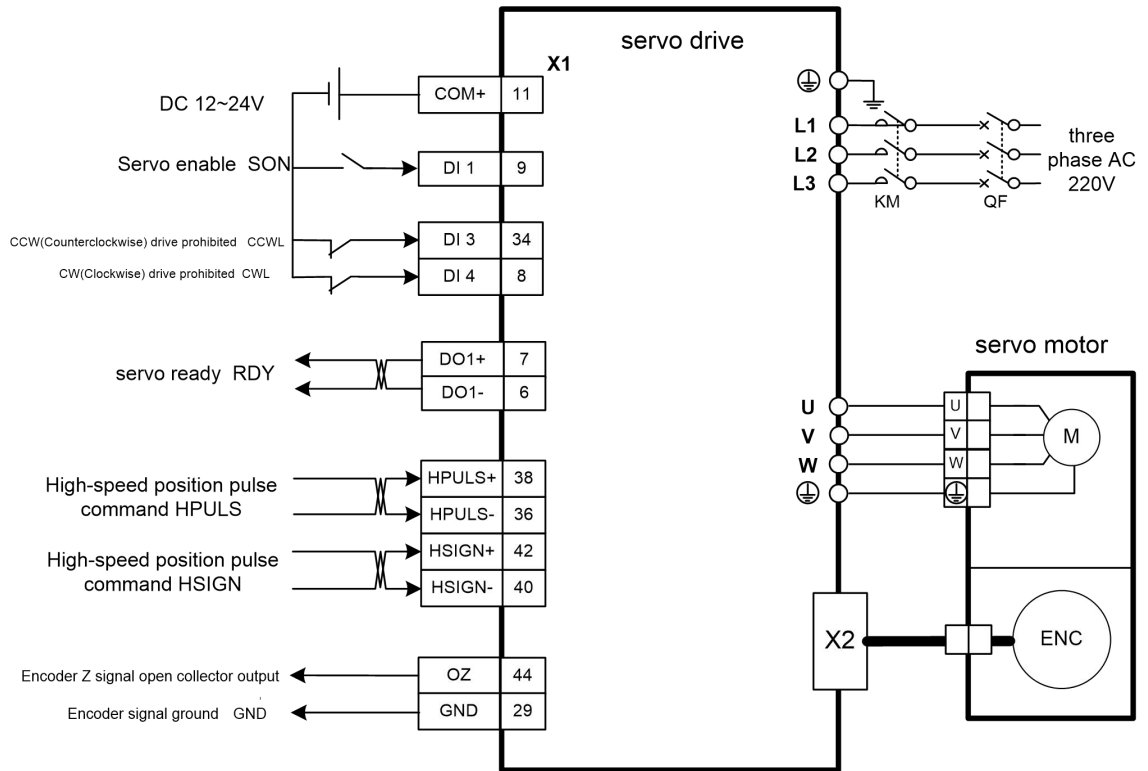 servo drive
X1
DC 12~24V
COM+ 11
Servo enable SON
DI 1 9
CCW(Counterclockwise) drive prohibited CCWL
DI 3 34
CW(Clockwise) drive prohibited CWL
DI 4 8
servo ready RDY
DO1+ 7
DO1- 6
High-speed position pulse
command HPULS
HPULS+ 38
HPULS- 36
High-speed position pulse
command HSIGN
HSIGN+ 42
HSIGN- 40
Encoder Z signal open collector output
OZ 44
Encoder signal ground GND
GND 29
L1
L2
L3
KM
QF
three
phase AC
220V
servo motor
U
V
W
U
V
W
M
X2
ENC